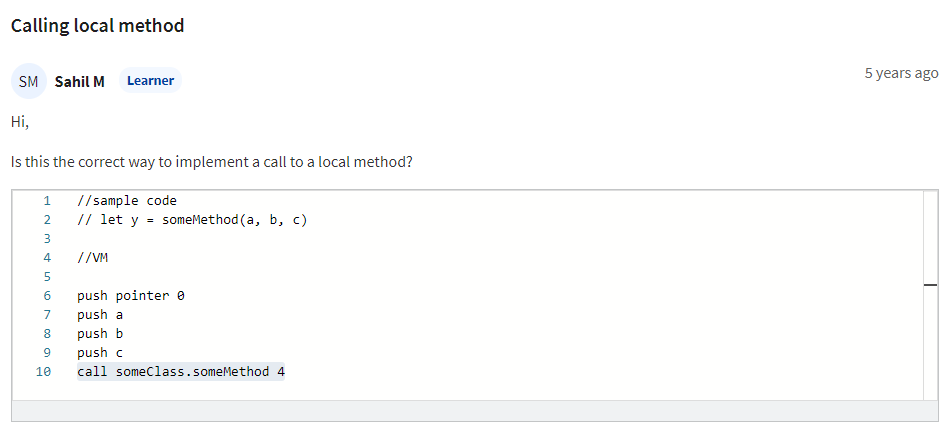 Calling local method
SM Sahil M Learner 5 years ago
Hi,
Is this the correct way to implement a call to a local method?
1 //sample code
2 // let y = someMethod(a, b, c)
3
4 //VM
5
6 push pointer 0
7 push a
8 push b
9 push c
10 call someClass.someMethod 4